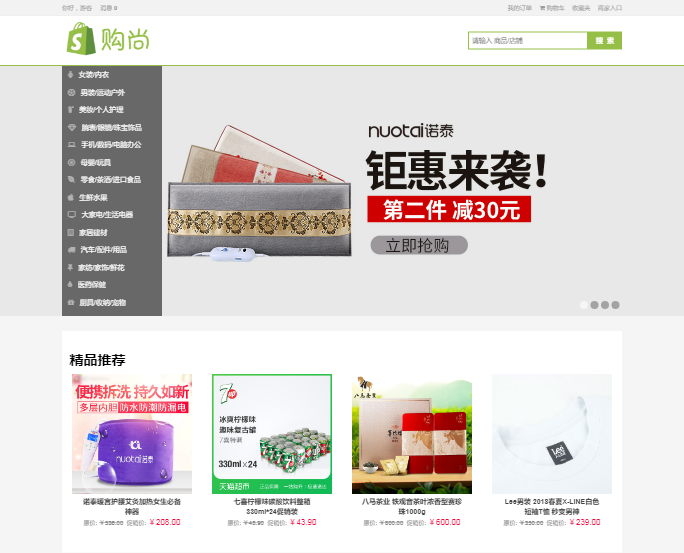 你好，游客 消息 0
我的订单 购物车 收藏夹 商家入口
S 购尚
请输入 商品/店铺 搜 索
女装/内衣
男装/运动户外
美妆/个人护理
腕表/眼镜/珠宝饰品
手机/数码/电脑办公
母婴/玩具
零食/茶酒/进口食品
生鲜水果
大家电/生活电器
家居建材
汽车/配件/用品
家纺/家饰/鲜花
医药保健
厨具/收纳/宠物
nuotai诺泰
钜惠来袭!
第二件 减30元
立即抢购
精品推荐
便携拆洗 持久如新
多层内胆 防水防潮防漏电
nuotai诺泰
诺泰暖宫护腰艾灸加热女生必备
神器
原价: 促销价: ¥ 208.00
7up
冰爽柠檬味
趣味复古罐
7喜特调
330ml×24
天猫超市
七喜柠檬味碳酸饮料整箱
330ml*24促销装
原价: 促销价: ¥ 43.90
八马茶业
八马茶业 铁观音茶叶浓香型赛珍
珠1000g
原价: 促销价: ¥ 600.00
Lee
Lee男装 2018春夏X-LINE白色
短袖T恤 秒变男神
原价: 促销价: ¥ 239.00